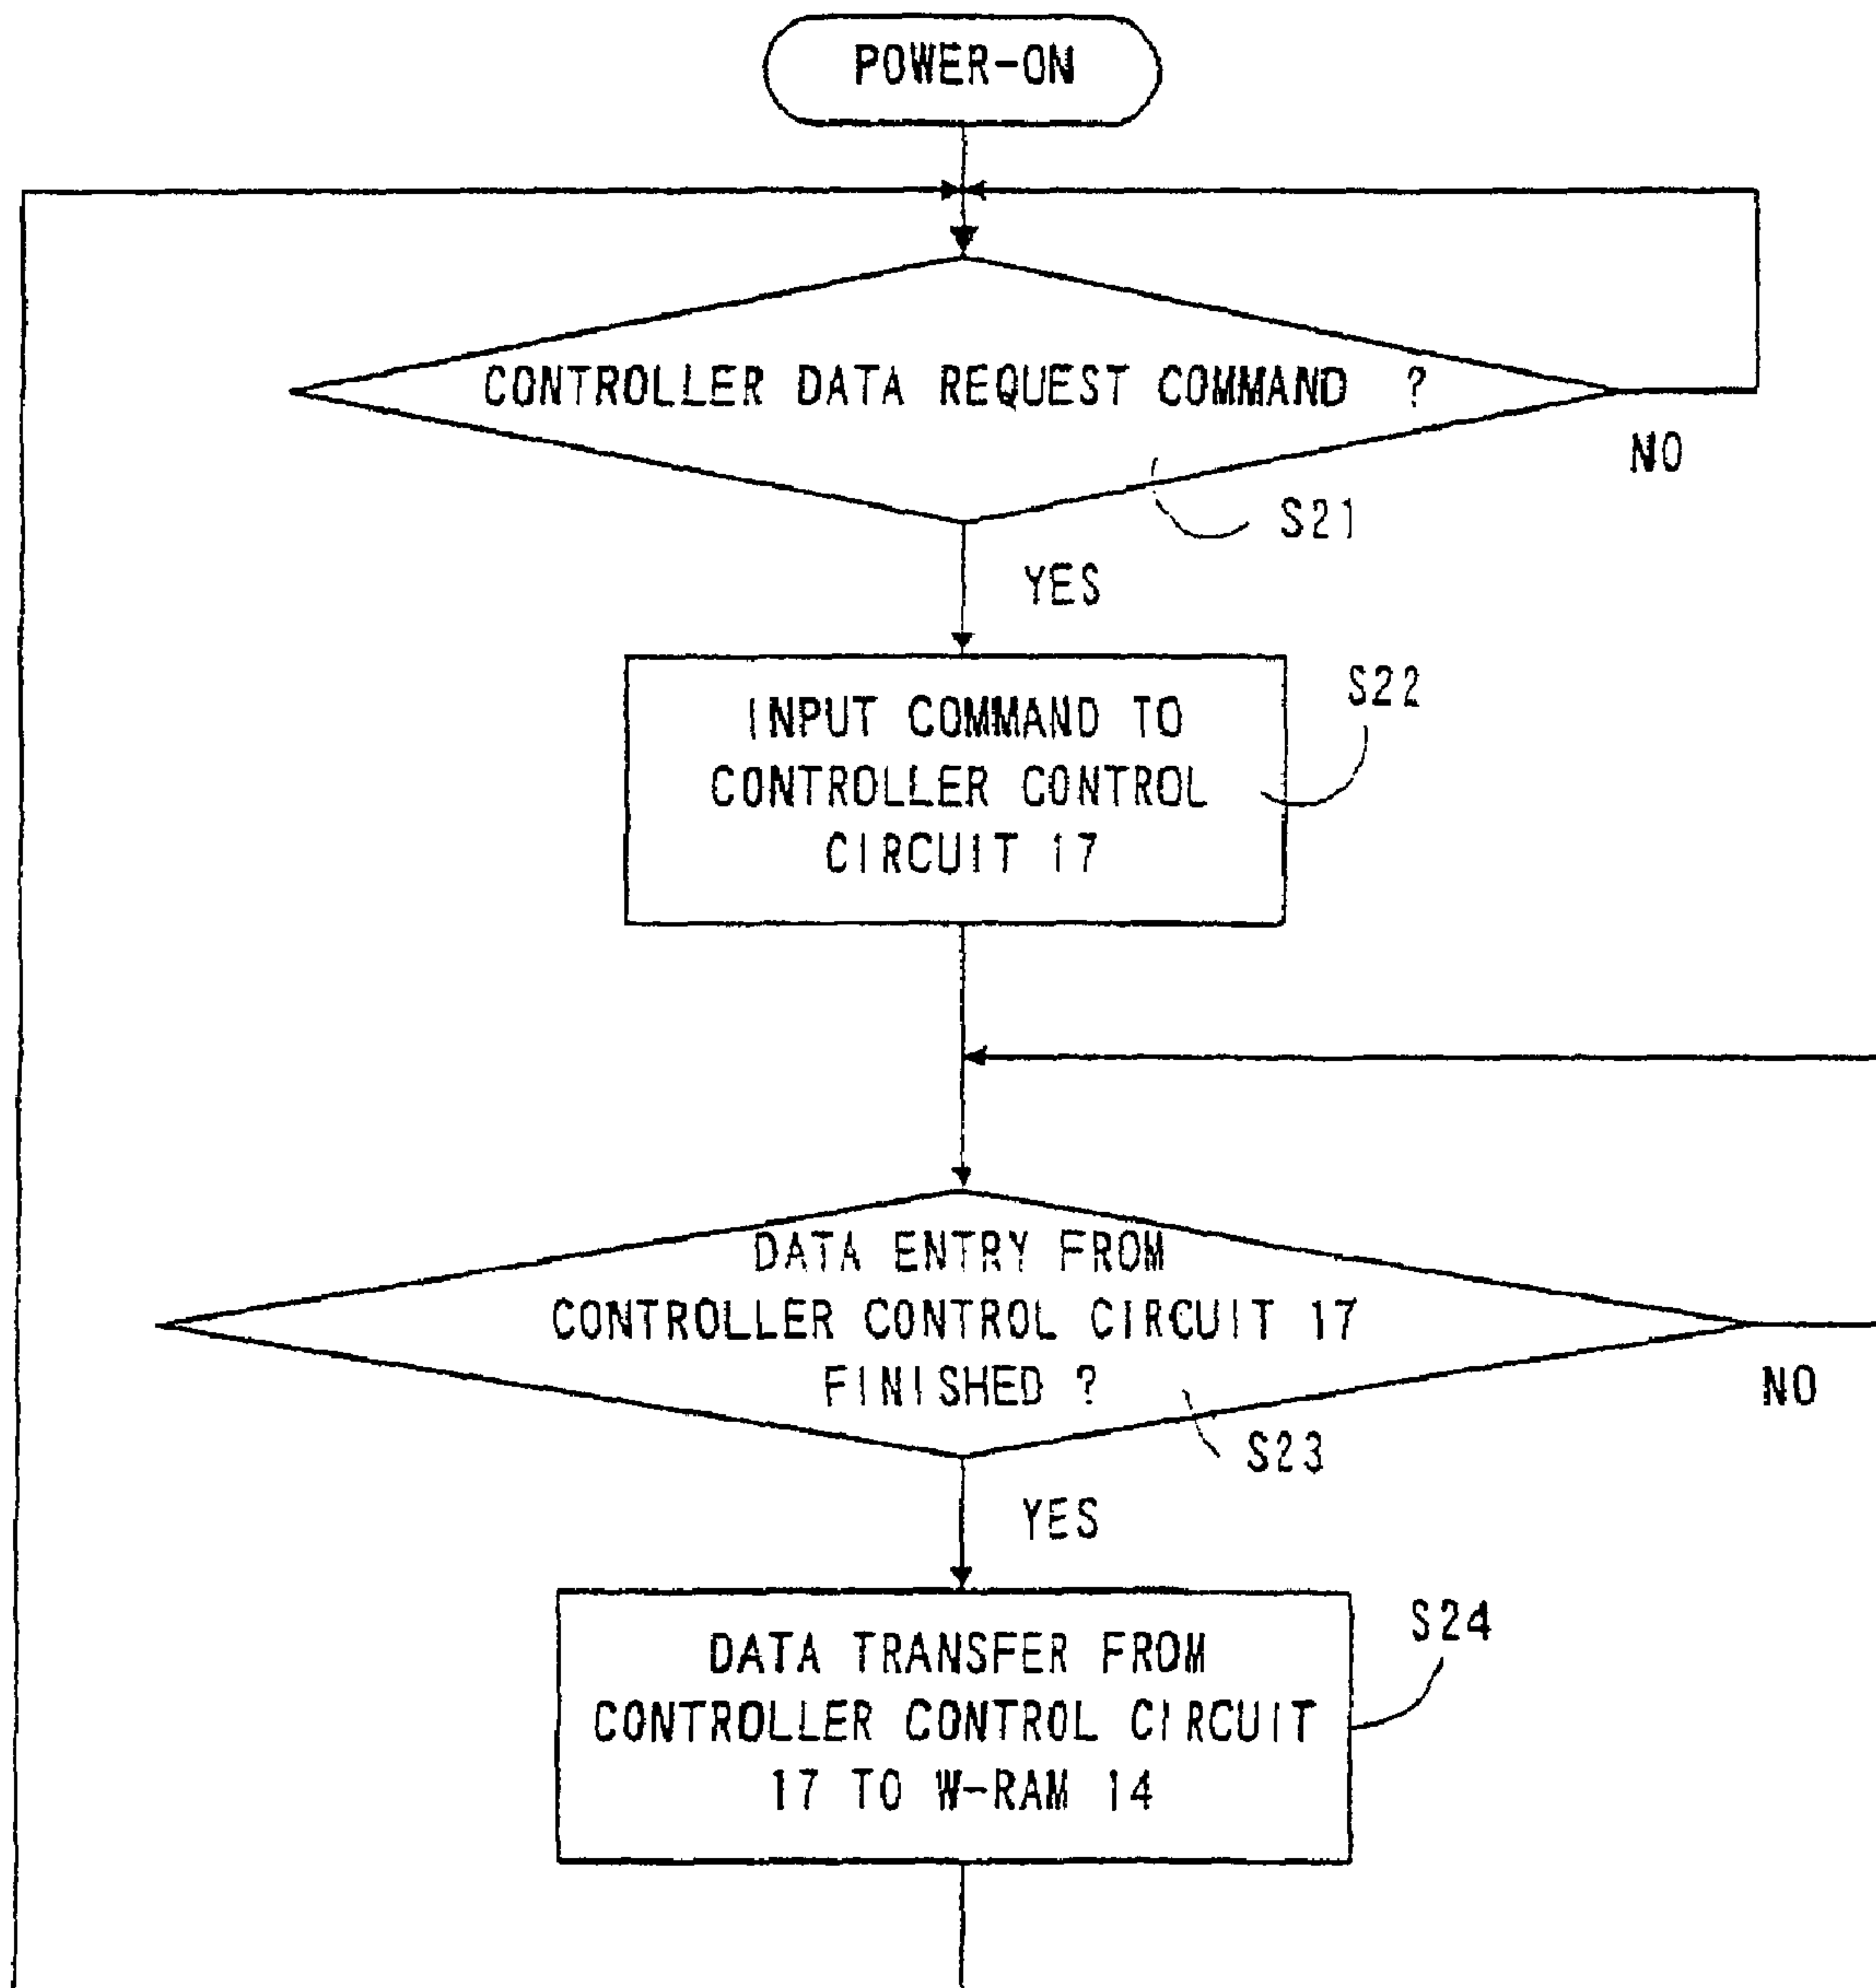 POWER-ON
CONTROLLER DATA REQUEST COMMAND ?
NO
S21
YES
S22
INPUT COMMAND TO
CONTROLLER CONTROL
CIRCUIT 17
DATA ENTRY FROM
CONTROLLER CONTROL CIRCUIT 17
FINISHED ?
NO
S23
YES
S24
DATA TRANSFER FROM
CONTROLLER CONTROL CIRCUIT
17 TO W-RAM 14